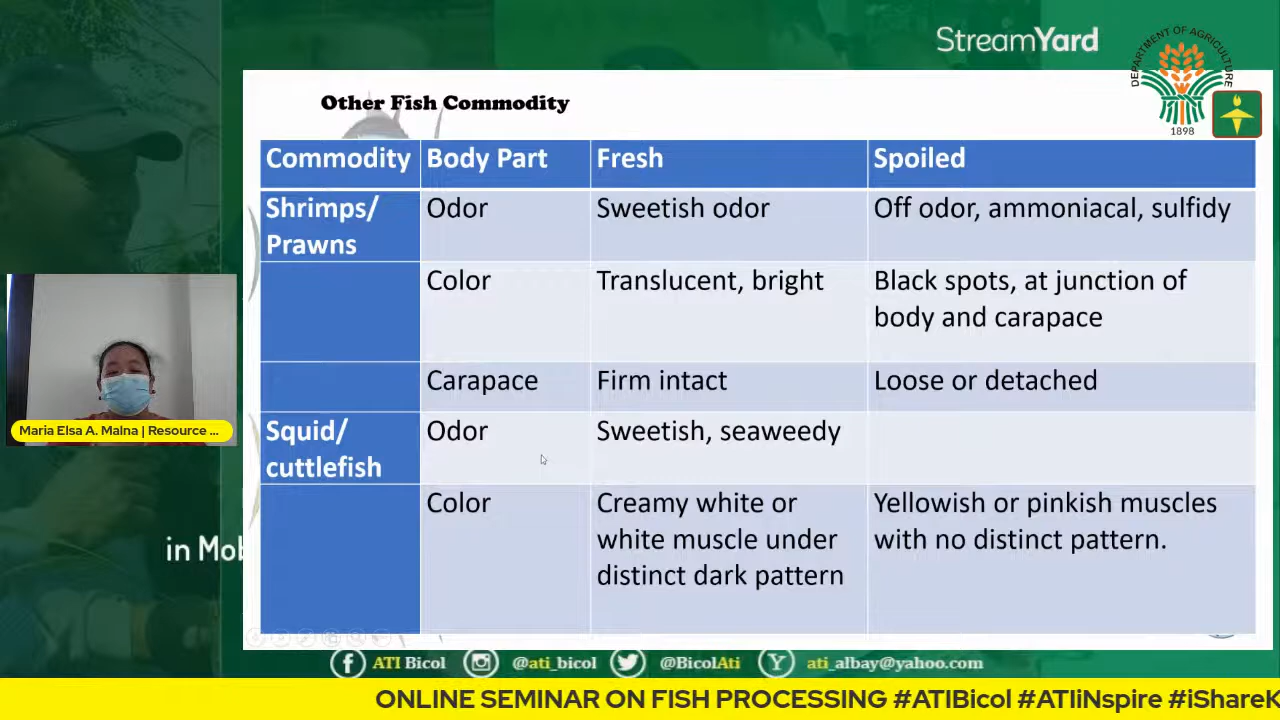 StreamYard
DEPARTMENT OF AGRICULTURE
1898
Other Fish Commodity
Commodity Body Part Fresh Spoiled
Shrimps/ Odor Sweetish odor Off odor, ammoniacal, sulfidy
Prawns
Color Translucent, bright Black spots, at junction of
body and carapace
Carapace Firm intact Loose or detached
Squid/ Odor Sweetish, seaweedy
cuttlefish
Color Creamy white or Yellowish or pinkish muscles
white muscle under with no distinct pattern.
distinct dark pattern
Maria Elsa A. Malna | Resource ...
in Mob
ATI Bicol @ati_bicol @BicolAti ati_albay@yahoo.com
ONLINE SEMINAR ON FISH PROCESSING #ATIBicol #ATIiNspire #iShareK